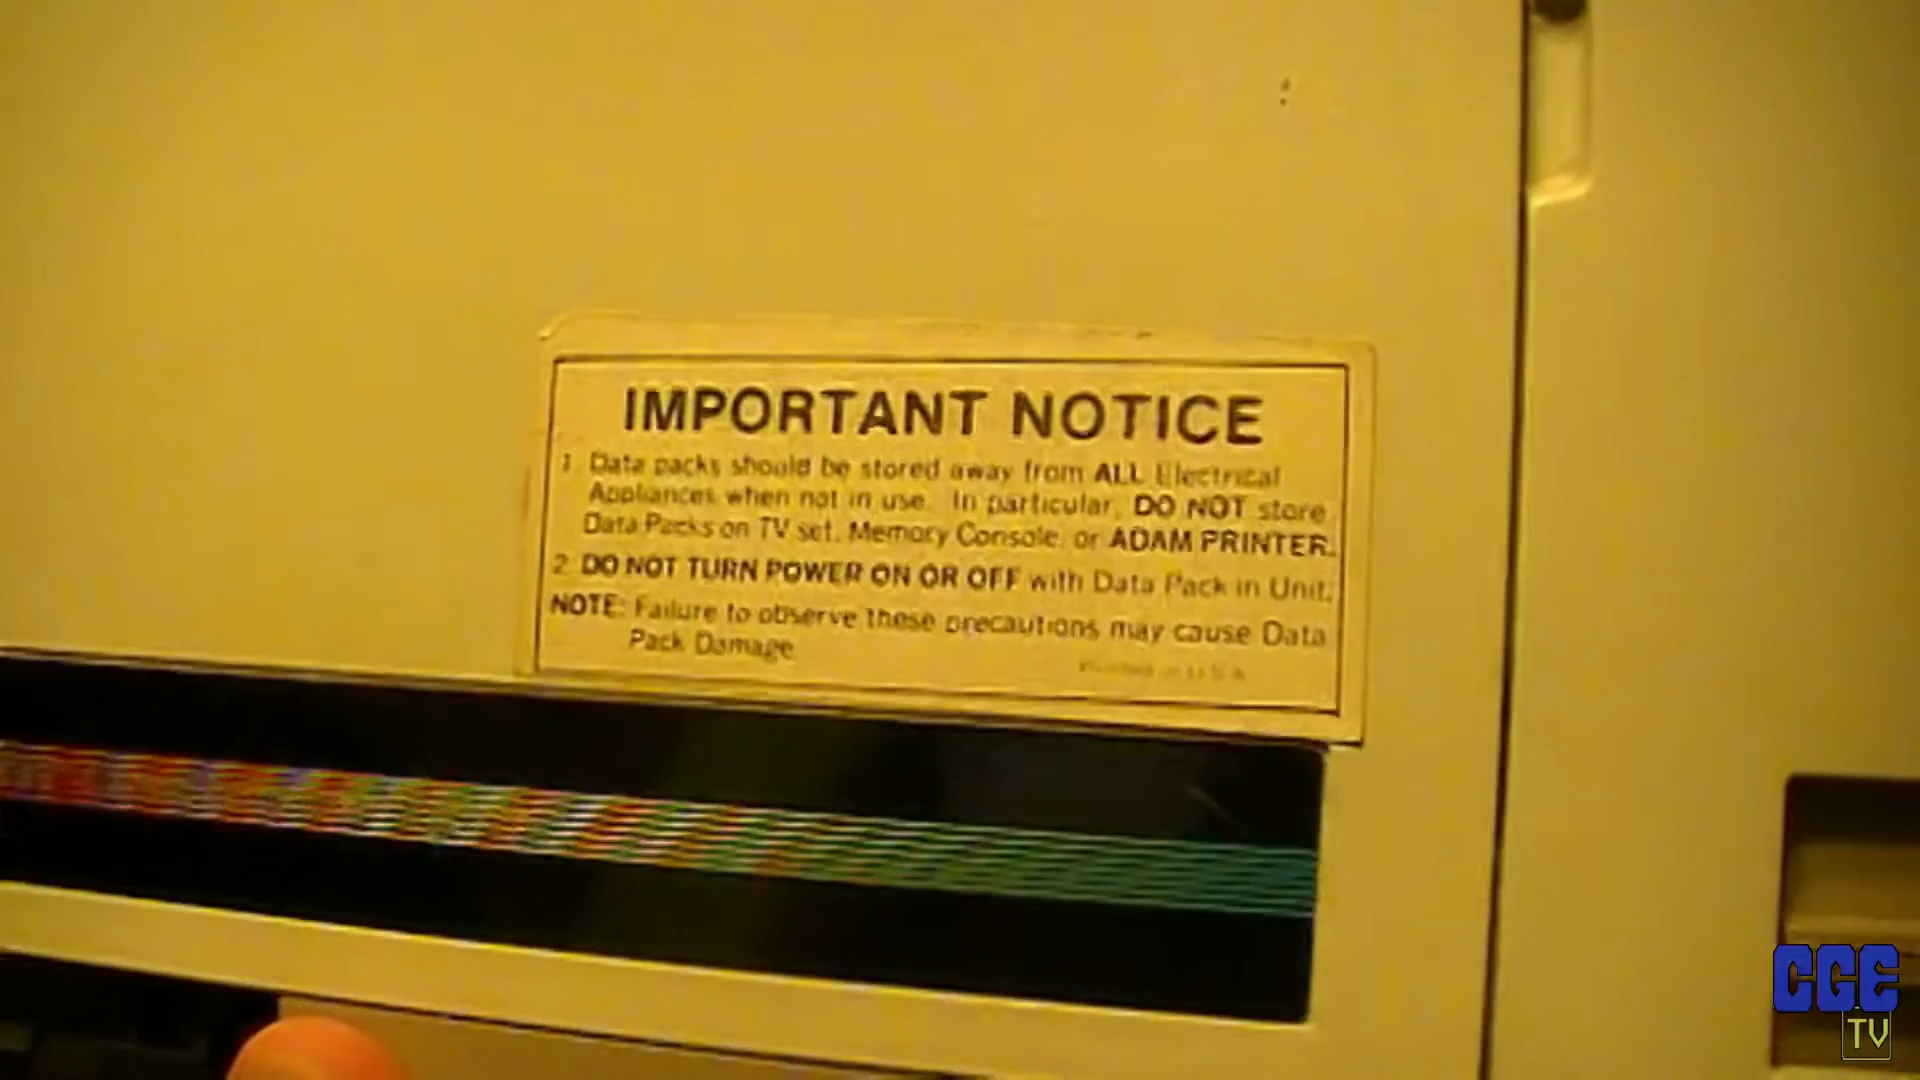 IMPORTANT NOTICE
1. Data packs should be stored away from ALL Electrical
Appliances when not in use. In particular, DO NOT store
Data Packs on TV set, Memory Console, or ADAM PRINTER.
2. DO NOT TURN POWER ON OR OFF with Data Pack in Unit.
NOTE: Failure to observe these precautions may cause Data
Pack Damage
Printed in U.S.A.
CGE
TV